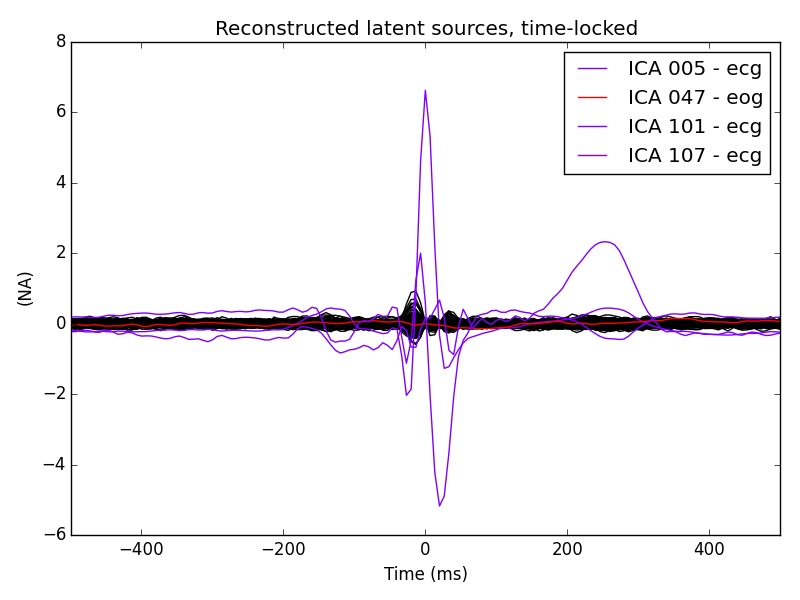 Reconstructed latent sources, time-locked
8
6
4
2
0
−2
−4
−6
(NA)
ICA 005 - ecg
ICA 047 - eog
ICA 101 - ecg
ICA 107 - ecg
−400 −200 0 200 400
Time (ms)